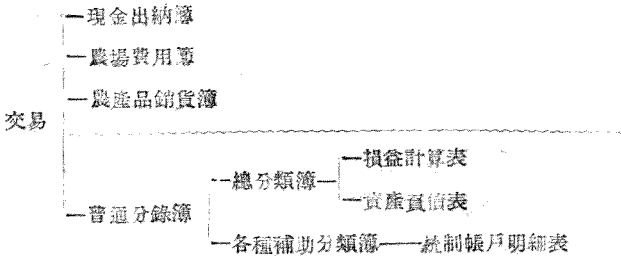 現金出納簿
農場費用簿
農產品銷貨簿
交易
總分類簿
損益計算表
資產負債表
普通分錄簿
各種補助分類簿
統制帳戶明細表